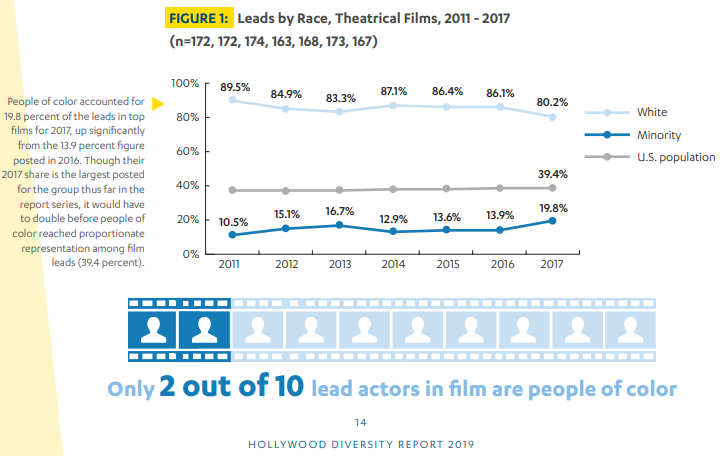 FIGURE 1: Leads by Race, Theatrical Films, 2011 - 2017
(n=172, 172, 174, 163, 168, 173, 167)
People of color accounted for
19.8 percent of the leads in top
films for 2017, up significantly
from the 13.9 percent figure
posted in 2016. Though their
2017 share is the largest posted
for the group thus far in the
report series, it would have
to double before people of
color reached proportionate
representation among film
leads (39.4 percent).
100%
80%
60%
40%
20%
0%
89.5% 84.9% 83.3% 87.1% 86.4% 86.1% 80.2%
39.4%
10.5% 15.1% 16.7% 12.9% 13.6% 13.9% 19.8%
2011 2012 2013 2014 2015 2016 2017
White
Minority
U.S. population
Only 2 out of 10 lead actors in film are people of color
14
HOLLYWOOD DIVERSITY REPORT 2019